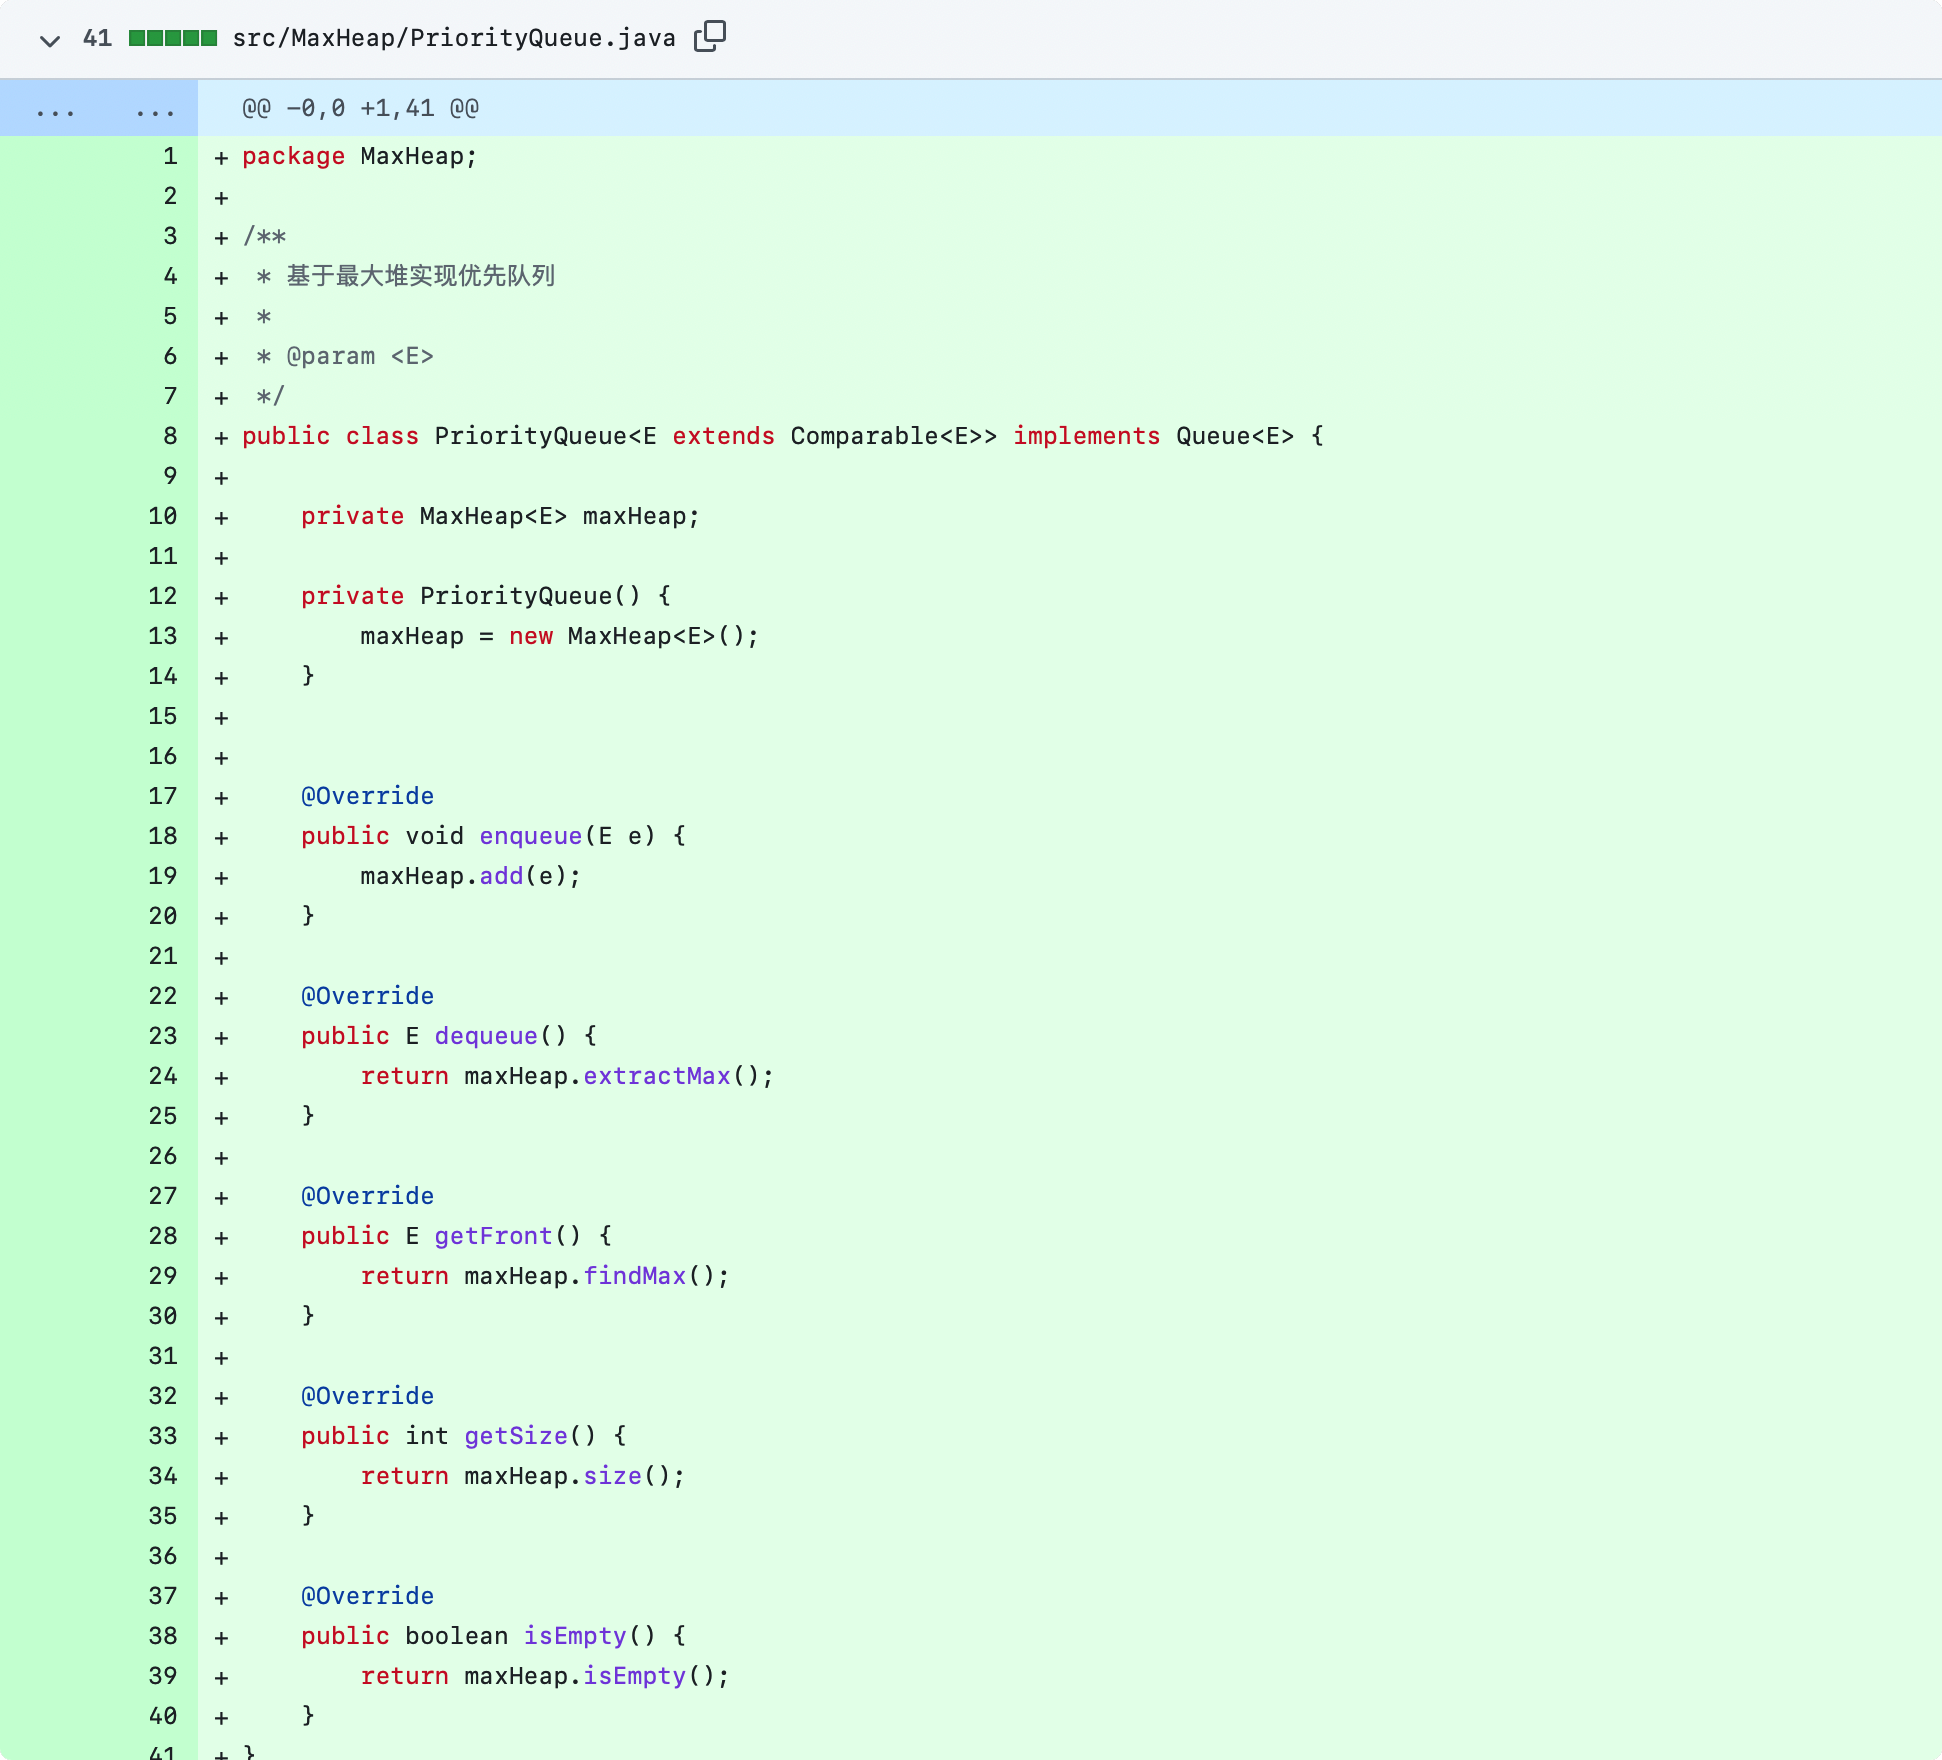 41 src/MaxHeap/PriorityQueue.java
... ... @@ -0,0 +1,41 @@
1 + package MaxHeap;
2 +
3 + /**
4 +  * 基于最大堆实现优先队列
5 +  *
6 +  * @param <E>
7 +  */
8 + public class PriorityQueue<E extends Comparable<E>> implements Queue<E> {
9 +
10 +     private MaxHeap<E> maxHeap;
11 +
12 +     private PriorityQueue() {
13 +         maxHeap = new MaxHeap<E>();
14 +     }
15 +
16 +
17 +     @Override
18 +     public void enqueue(E e) {
19 +         maxHeap.add(e);
20 +     }
21 +
22 +     @Override
23 +     public E dequeue() {
24 +         return maxHeap.extractMax();
25 +     }
26 +
27 +     @Override
28 +     public E getFront() {
29 +         return maxHeap.findMax();
30 +     }
31 +
32 +     @Override
33 +     public int getSize() {
34 +         return maxHeap.size();
35 +     }
36 +
37 +     @Override
38 +     public boolean isEmpty() {
39 +         return maxHeap.isEmpty();
40 +     }
41 + }